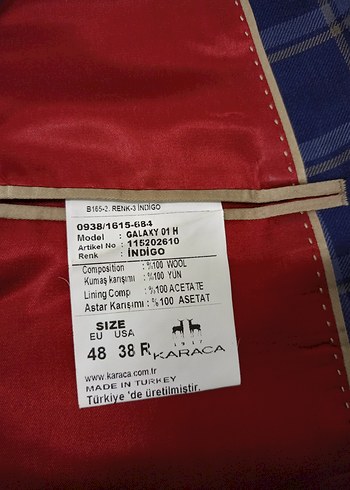 B165-2. RENK-3 İNDİGO
0938/1615-684
Model : GALAXY 01 H
Artikel No : 115202610
Renk : İNDİGO
Composition : %100 WOOL
Kumaş karışımı : %100 YÜN
Lining Comp : %100 ACETATE
Astar Karışımı : %100 ASETAT
SIZE
EU USA
48 38 R
KARACA
www.karaca.com.tr
MADE IN TURKEY
Türkiye 'de üretilmiştir.